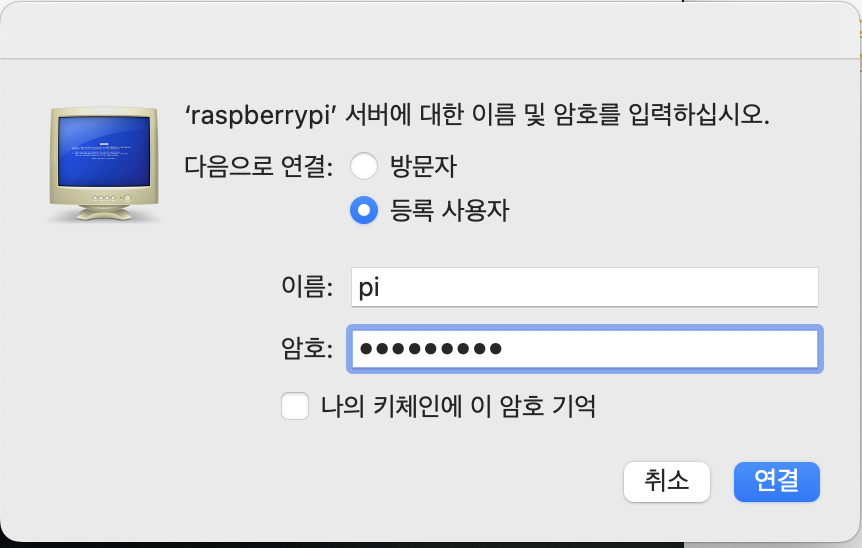 ‘raspberrypi’ 서버에 대한 이름 및 암호를 입력하십시오.
다음으로 연결: 방문자
등록 사용자
이름: pi
암호: •••••••••
나의 키체인에 이 암호 기억
취소 연결